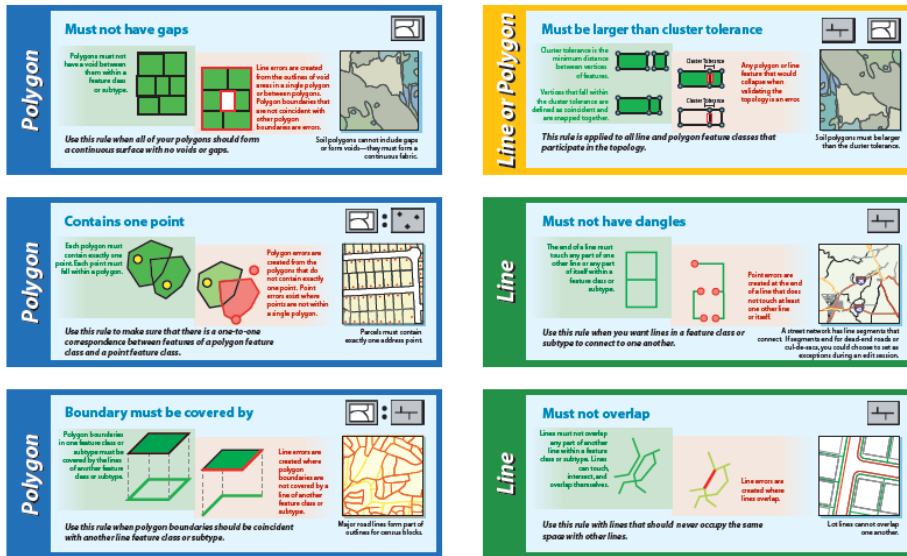 Polygon
Must not have gaps
Polygons must not
have a void between
them within a
feature class
or subtype.
Line errors are created
from the outlines of void
areas in a single polygon
or between polygons.
Polygon boundaries that
are not coincident with
other polygon
boundaries are errors.
Use this rule when all of your polygons should form
a continuous surface with no voids or gaps.
Soil polygons cannot include gaps
or form voids—they must form a
continuous fabric.
Line or Polygon
Must be larger than cluster tolerance
Cluster tolerance is the
minimum distance
between vertices
of features.
Vertices that fall within
the cluster tolerance are
defined as coincident and
are snapped together.
Cluster Tolerance
Cluster Tolerance
Any polygon or line
feature that would
collapse when
validating the
topology is an error.
This rule is applied to all line and polygon feature classes that
participate in the topology.
Soil polygons must be larger
than the cluster tolerance.
Polygon
Contains one point
Each polygon must
contain exactly one
point. Each point must
fall within a polygon.
Polygon errors are
created from the
polygons that do
not contain exactly
one point. Point
errors exist where
points are not within
a single polygon.
Use this rule to make sure that there is a one-to-one
correspondence between features of a polygon feature
class and a point feature class.
Parcels must contain
exactly one address point.
Line
Must not have dangles
The end of a line must
touch any part of one
other line or any part
of itself within a
feature class or
subtype.
Point errors are
created at the end
of a line that does
not touch at least
one other line
or itself.
Use this rule when you want lines in a feature class or
subtype to connect to one another.
A street network has line segments that
connect. If segments end for dead-end roads or
cul-de-sacs, you could choose to set as
exceptions during an edit session.
Polygon
Boundary must be covered by
Polygon boundaries
in one feature class or
subtype must be
covered by the lines
of another feature
class or subtype.
Line errors are
created where
polygon
boundaries are
not covered by a
line of another
feature class or
subtype.
Use this rule when polygon boundaries should be coincident
with another line feature class or subtype.
Major road lines form part of
outlines for census blocks.
Line
Must not overlap
Lines must not overlap
any part of another
line within a feature
class or subtype. Lines
can touch,
intersect, and
overlap themselves.
Line errors are
created where
lines overlap.
Use this rule with lines that should never occupy the same
space with other lines.
Lot lines cannot overlap
one another.